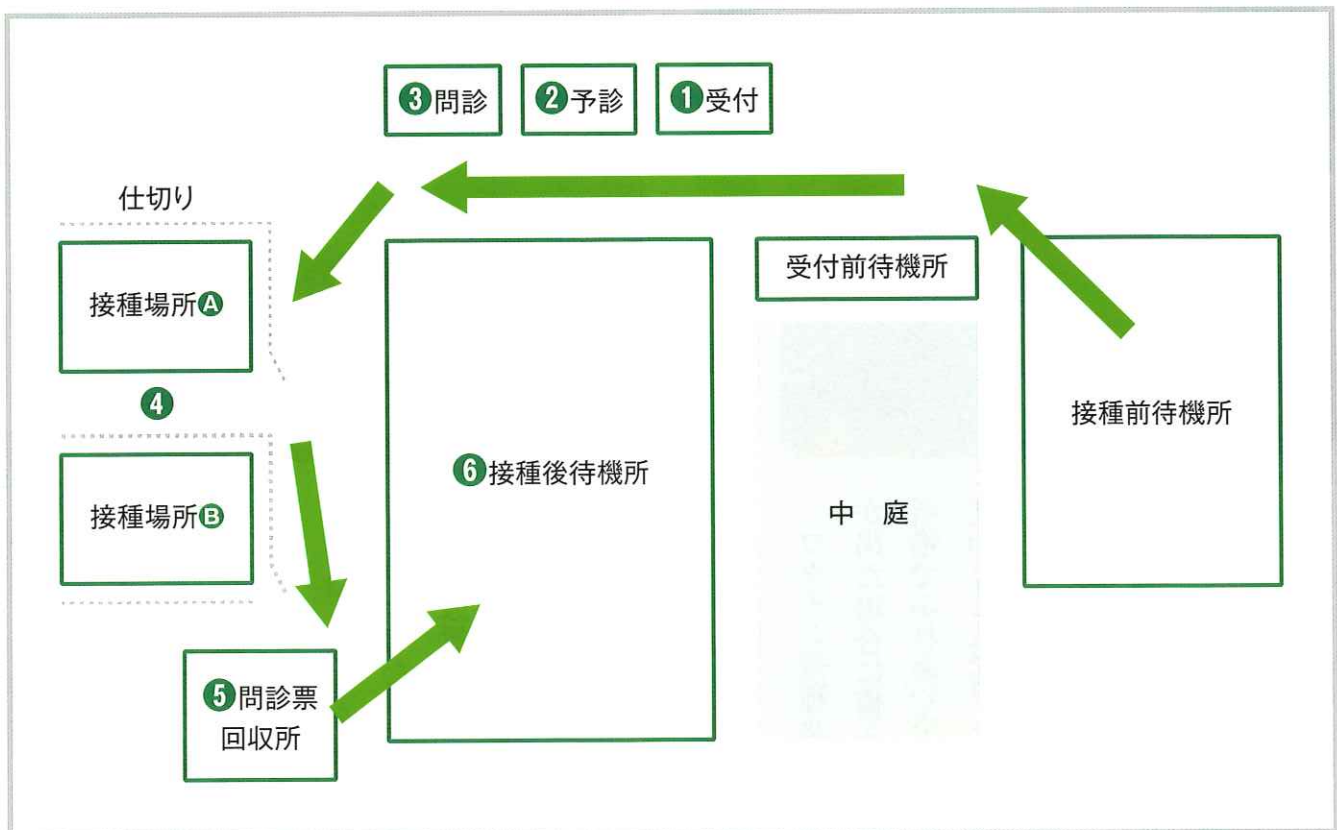 ❸問診
❷予診
❶受付
仕切り
接種場所Ⓐ
受付前待機所
❹
接種前待機所
❻接種後待機所
接種場所Ⓑ
中 庭
❺問診票
回収所